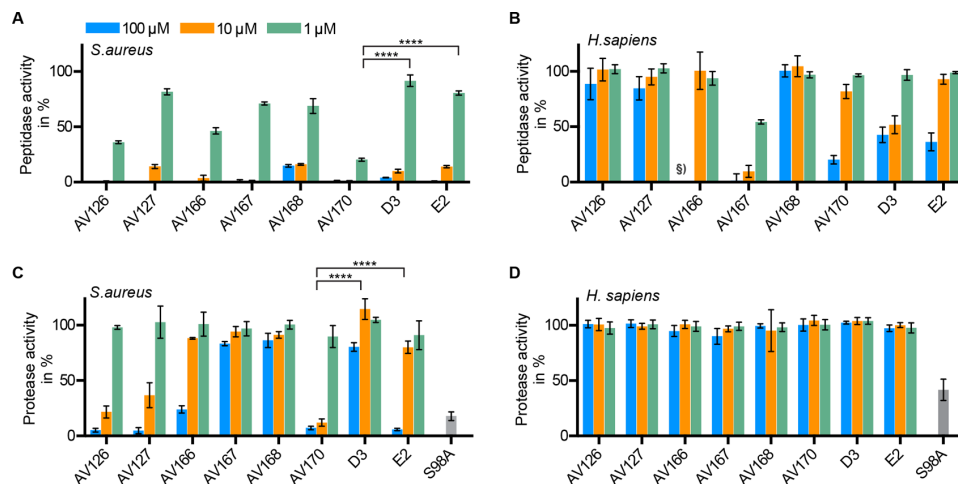 A
100 µM 10 µM 1 µM
S.aureus
**** 
****
Peptidase activity
in %
100
50
0
AV126 AV127 AV166 AV167 AV168 AV170 D3 E2
B
H.sapiens
Peptidase activity
in %
100
50
0
§)
AV126 AV127 AV166 AV167 AV168 AV170 D3 E2
C
S.aureus
****
****
Protease activity
in %
100
50
0
AV126 AV127 AV166 AV167 AV168 AV170 D3 E2 S98A
D
H. sapiens
Protease activity
in %
100
50
0
AV126 AV127 AV166 AV167 AV168 AV170 D3 E2 S98A